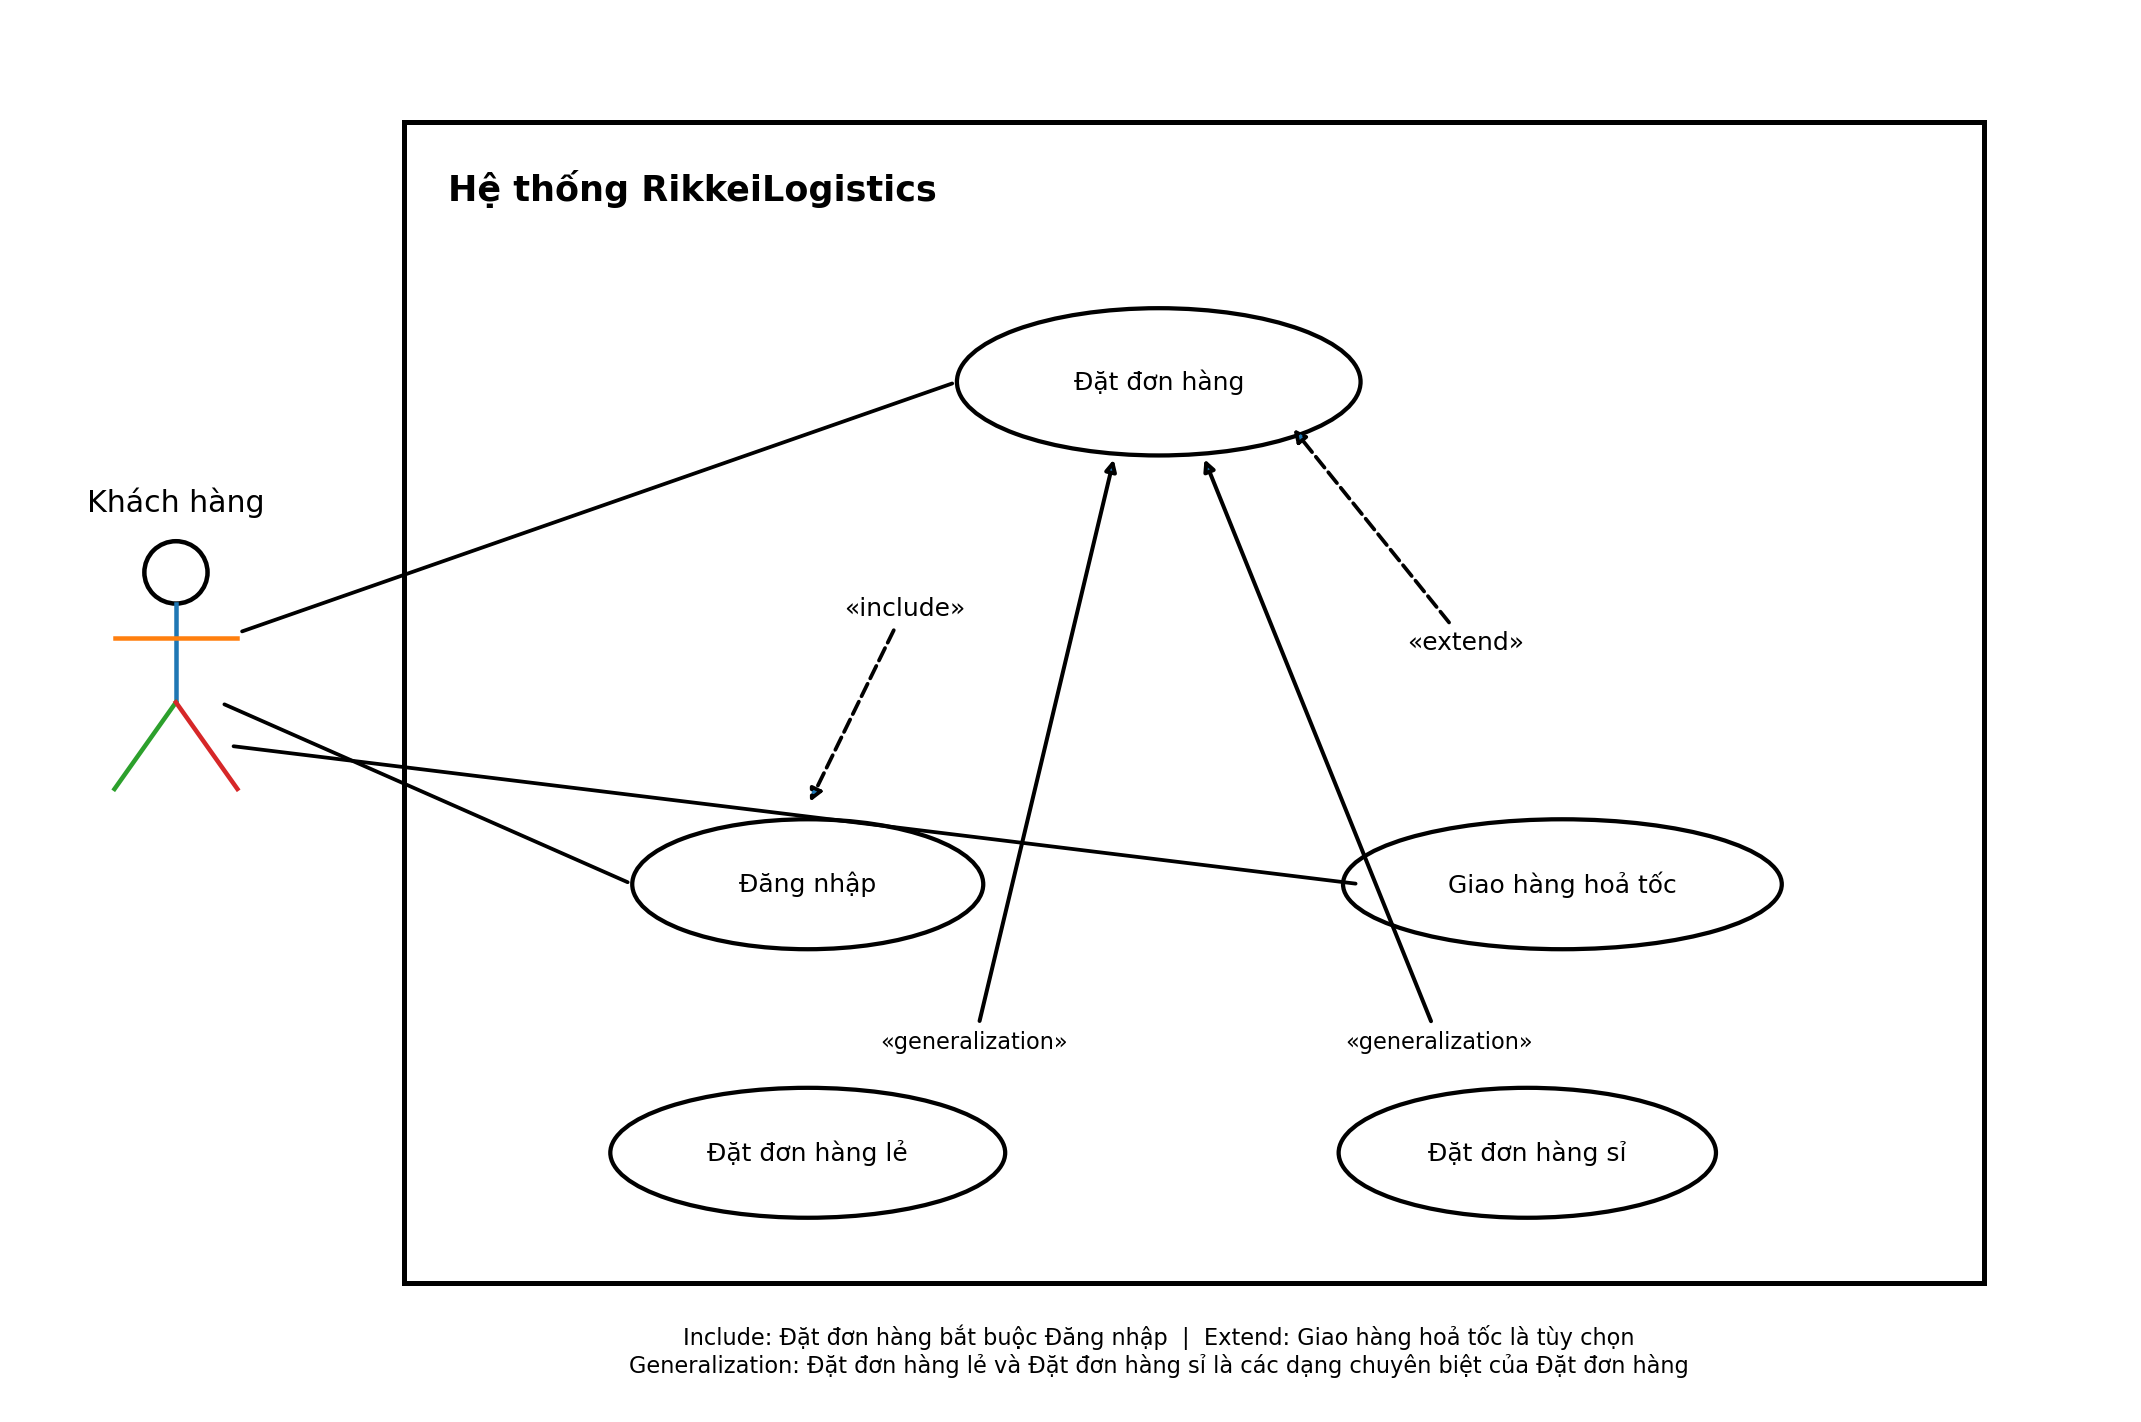 Hệ thống RikkeiLogistics
Đặt đơn hàng
Khách hàng
«include»
«extend»
Đăng nhập
Giao hàng hoả tốc
«generalization»
«generalization»
Đặt đơn hàng lẻ
Đặt đơn hàng sỉ
Include: Đặt đơn hàng bắt buộc Đăng nhập | Extend: Giao hàng hoả tốc là tùy chọn
Generalization: Đặt đơn hàng lẻ và Đặt đơn hàng sỉ là các dạng chuyên biệt của Đặt đơn hàng